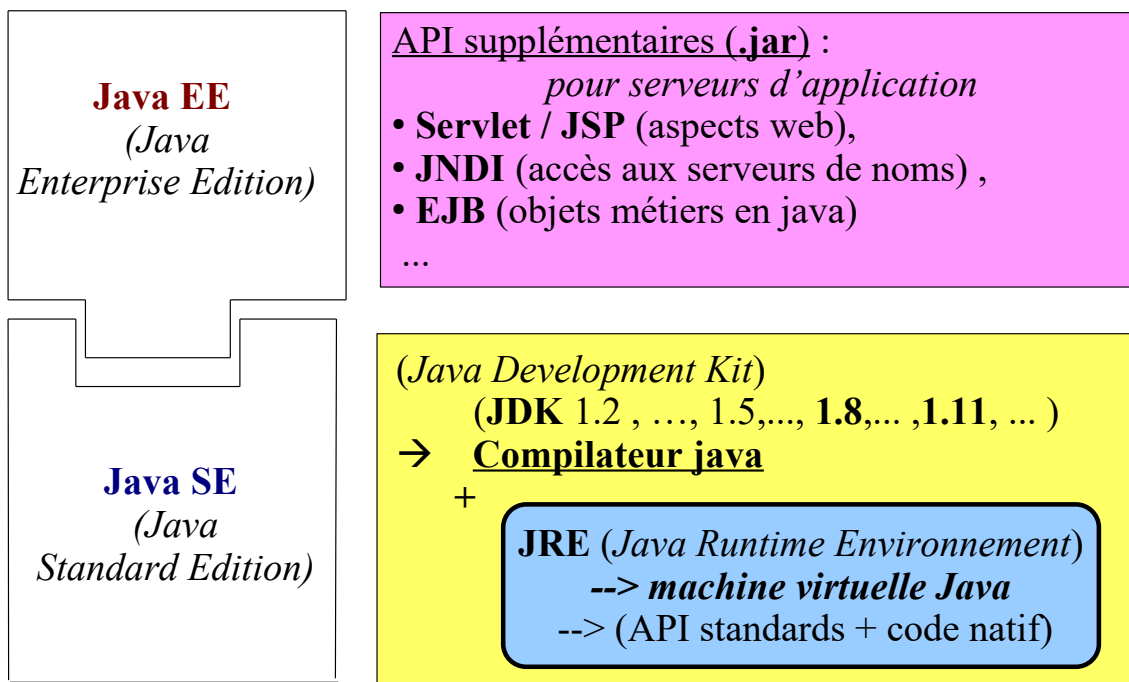 Java EE
(Java
Enterprise Edition)
API supplémentaires (.jar) :
pour serveurs d’application
• Servlet / JSP (aspects web),
• JNDI (accès aux serveurs de noms) ,
• EJB (objets métiers en java)
...
Java SE
(Java
Standard Edition)
(Java Development Kit)
(JDK 1.2 , …, 1.5,..., 1.8,... ,1.11, ... )
→ Compilateur java
+
JRE (Java Runtime Environnement)
--> machine virtuelle Java
--> (API standards + code natif)